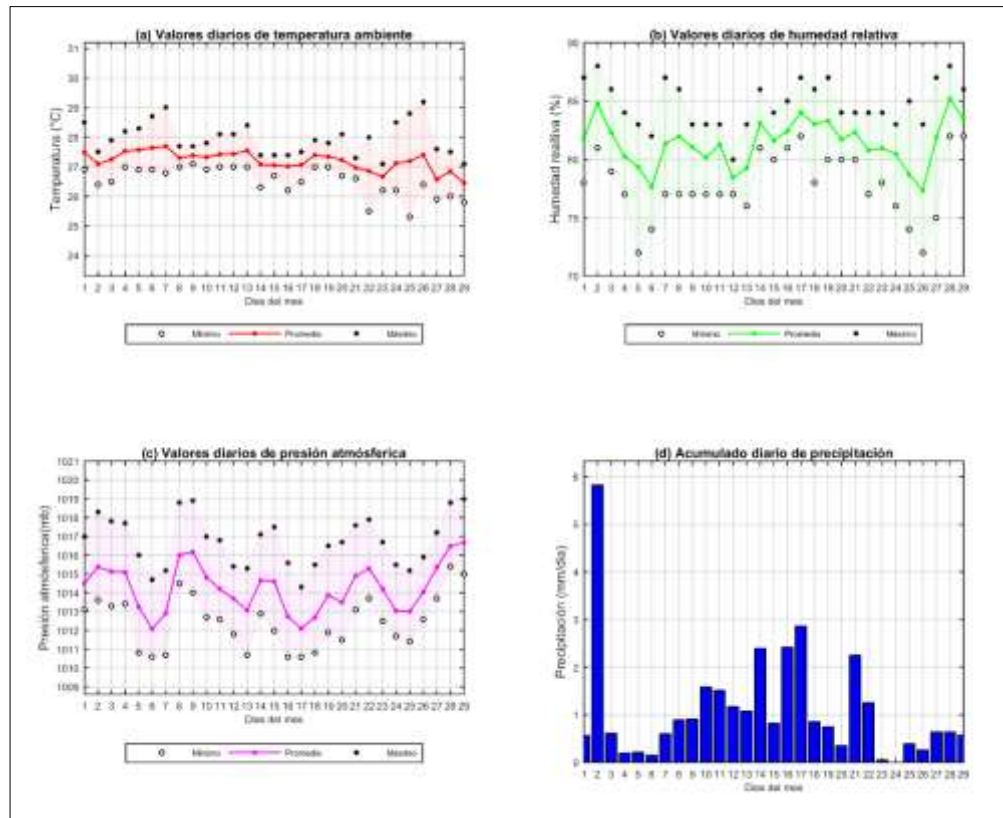 (a) Valores diarios de temperatura ambiente
31
30
29
28
27
26
25
24
Temperatura (°C)
1 2 3 4 5 6 7 8 9 10 11 12 13 14 15 16 17 18 19 20 21 22 23 24 25 26 27 28 29
Dias del mes
Mínimo Promedio Máximo
(b) Valores diarios de humedad relativa
90
85
80
75
70
Humedad realtiva (%)
1 2 3 4 5 6 7 8 9 10 11 12 13 14 15 16 17 18 19 20 21 22 23 24 25 26 27 28 29
Dias del mes
Mínimo Promedio Máximo
(c) Valores diarios de presión atmósferica
1021
1020
1019
1018
1017
1016
1015
1014
1013
1012
1011
1010
1009
Presión atmósferica(mb)
1 2 3 4 5 6 7 8 9 10 11 12 13 14 15 16 17 18 19 20 21 22 23 24 25 26 27 28 29
Dias del mes
Mínimo Promedio Máximo
(d) Acumulado diario de precipitación
6
5
4
3
2
1
0
Precipitación (mm/dia)
1 2 3 4 5 6 7 8 9 10 11 12 13 14 15 16 17 18 19 20 21 22 23 24 25 26 27 28 29
Dias del mes